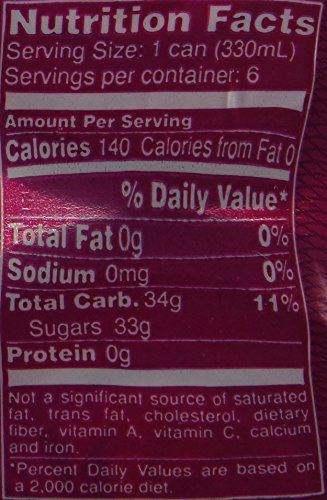 Nutrition Facts
Serving Size: 1 can (330mL)
Servings per container: 6
Amount Per Serving
Calories 140 Calories from Fat 0
% Daily Value*
Total Fat 0g 0%
Sodium 0mg 0%
Total Carb. 34g 11%
Sugars 33g
Protein 0g
Not a significant source of saturated
fat, trans fat, cholesterol, dietary
fiber, vitamin A, vitamin C, calcium
and iron.
*Percent Daily Values are based on
a 2,000 calorie diet.